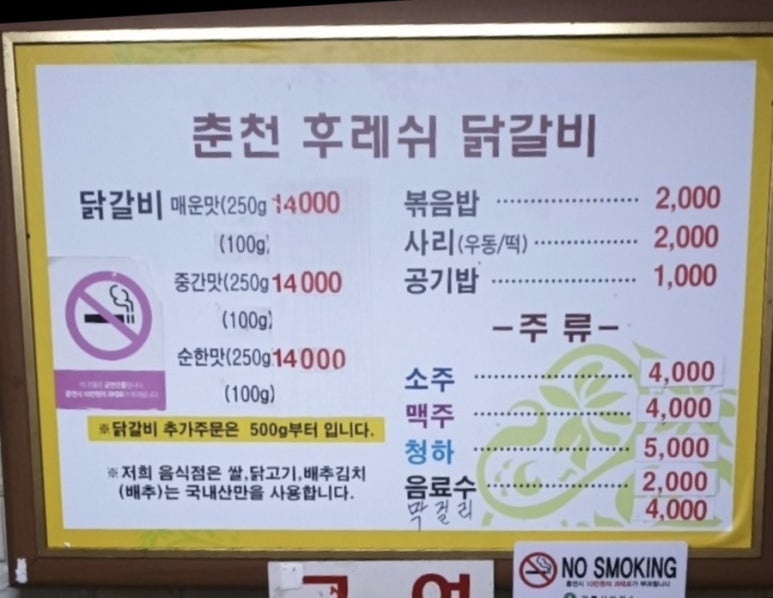 춘천 후레쉬 닭갈비
닭갈비 매운맛(250g 14000
(100g)
중간맛(250g 14000
(100g)
순한맛(250g 14000
(100g)
※닭갈비 추가주문은 500g부터 입니다.
※저희 음식점은 쌀,닭고기,배추김치
(배추)는 국내산만을 사용합니다.
볶음밥 2,000
사리(우동/떡) 2,000
공기밥 1,000
-주 류-
소주 4,000
맥주 4,000
청하 5,000
음료수 2,000
막걸리 4,000
NO SMOKING